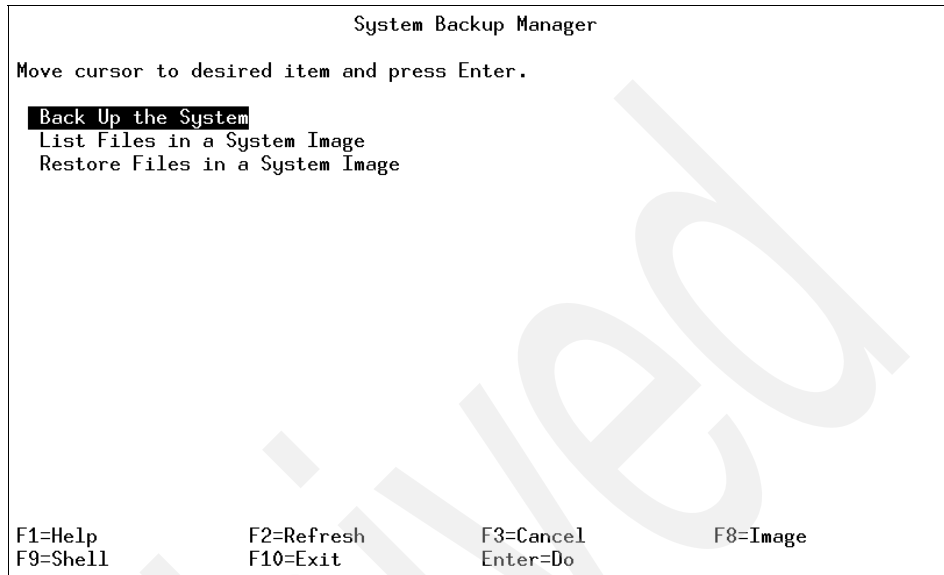 System Backup Manager
Move cursor to desired item and press Enter.
Back Up the System
List Files in a System Image
Restore Files in a System Image
F1=Help F2=Refresh F3=Cancel F8=Image
F9=Shell F10=Exit Enter=Do